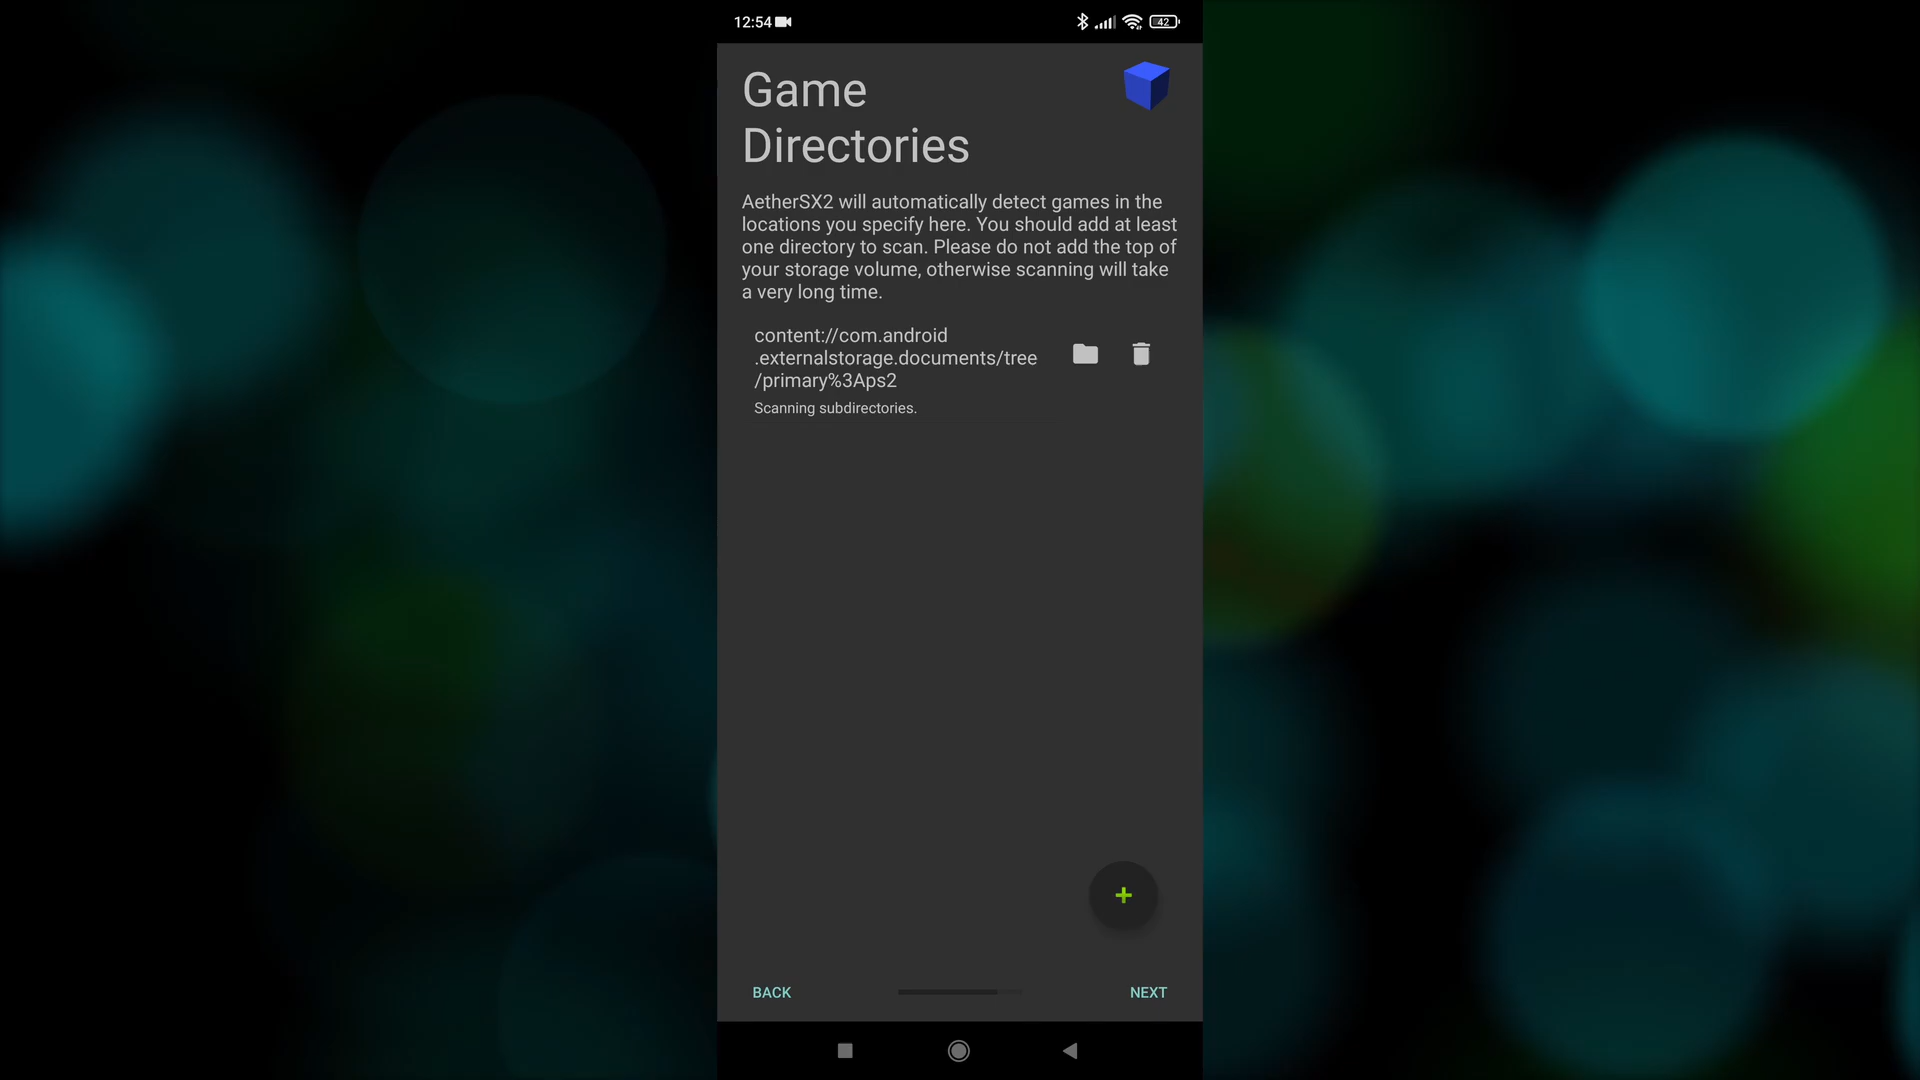 12:54
42
Game
Directories
AetherSX2 will automatically detect games in the
locations you specify here. You should add at least
one directory to scan. Please do not add the top of
your storage volume, otherwise scanning will take
a very long time.
content://com.android
.externalstorage.documents/tree
/primary%3Aps2
Scanning subdirectories.
+
BACK
NEXT